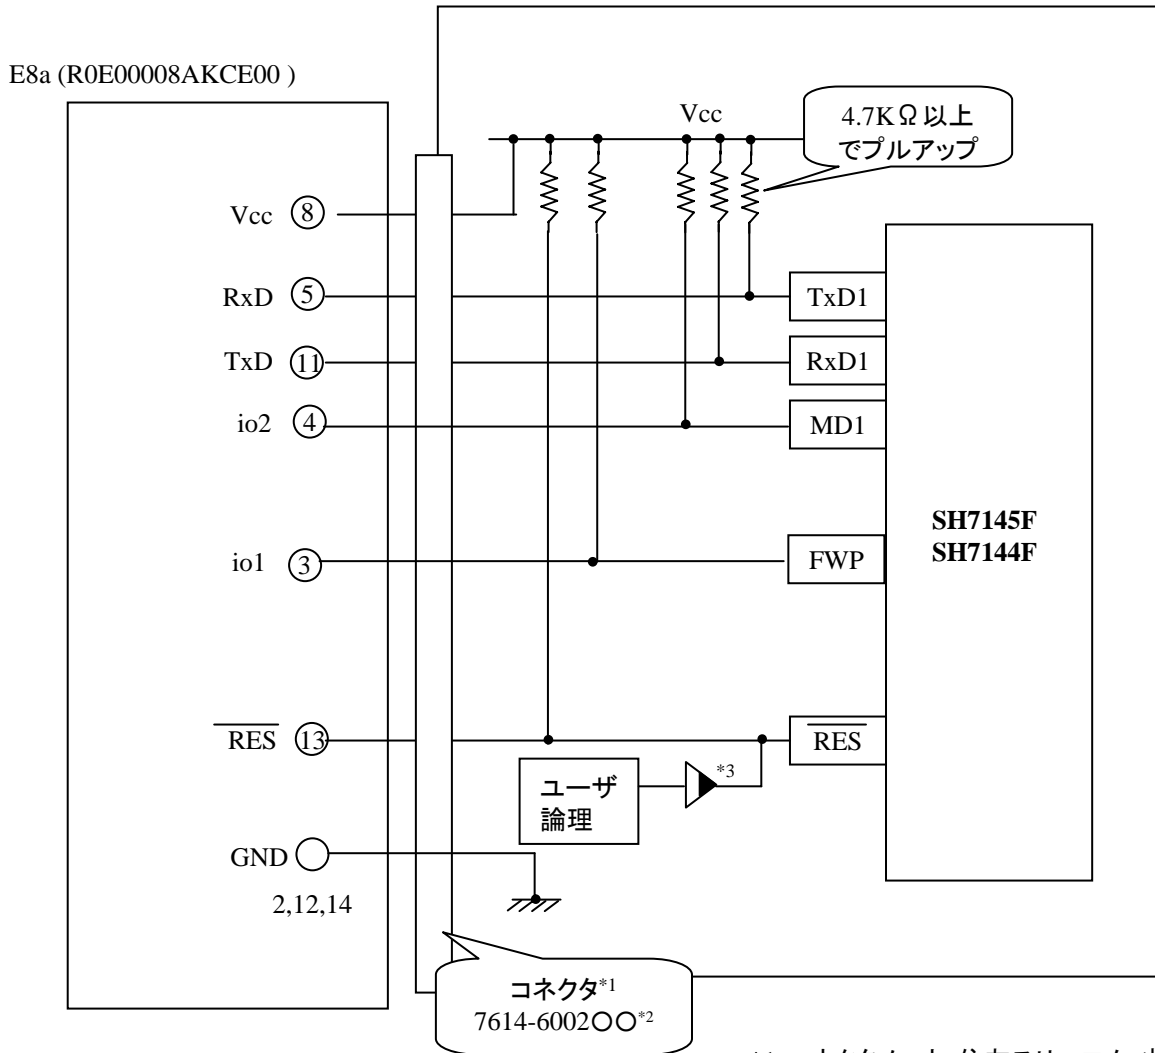 E8a (R0E00008AKCE00 )
Vcc
4.7KΩ以上
でプルアップ
Vcc ⑧
RxD ⑤
TxD1
TxD ⑪
RxD1
io2 ④
MD1
SH7145F
SH7144F
io1 ③
FWP
RES ⑬
RES
*3
ユーザ
論理
GND ○
2,12,14
コネクタ*1
7614-6002○○*2